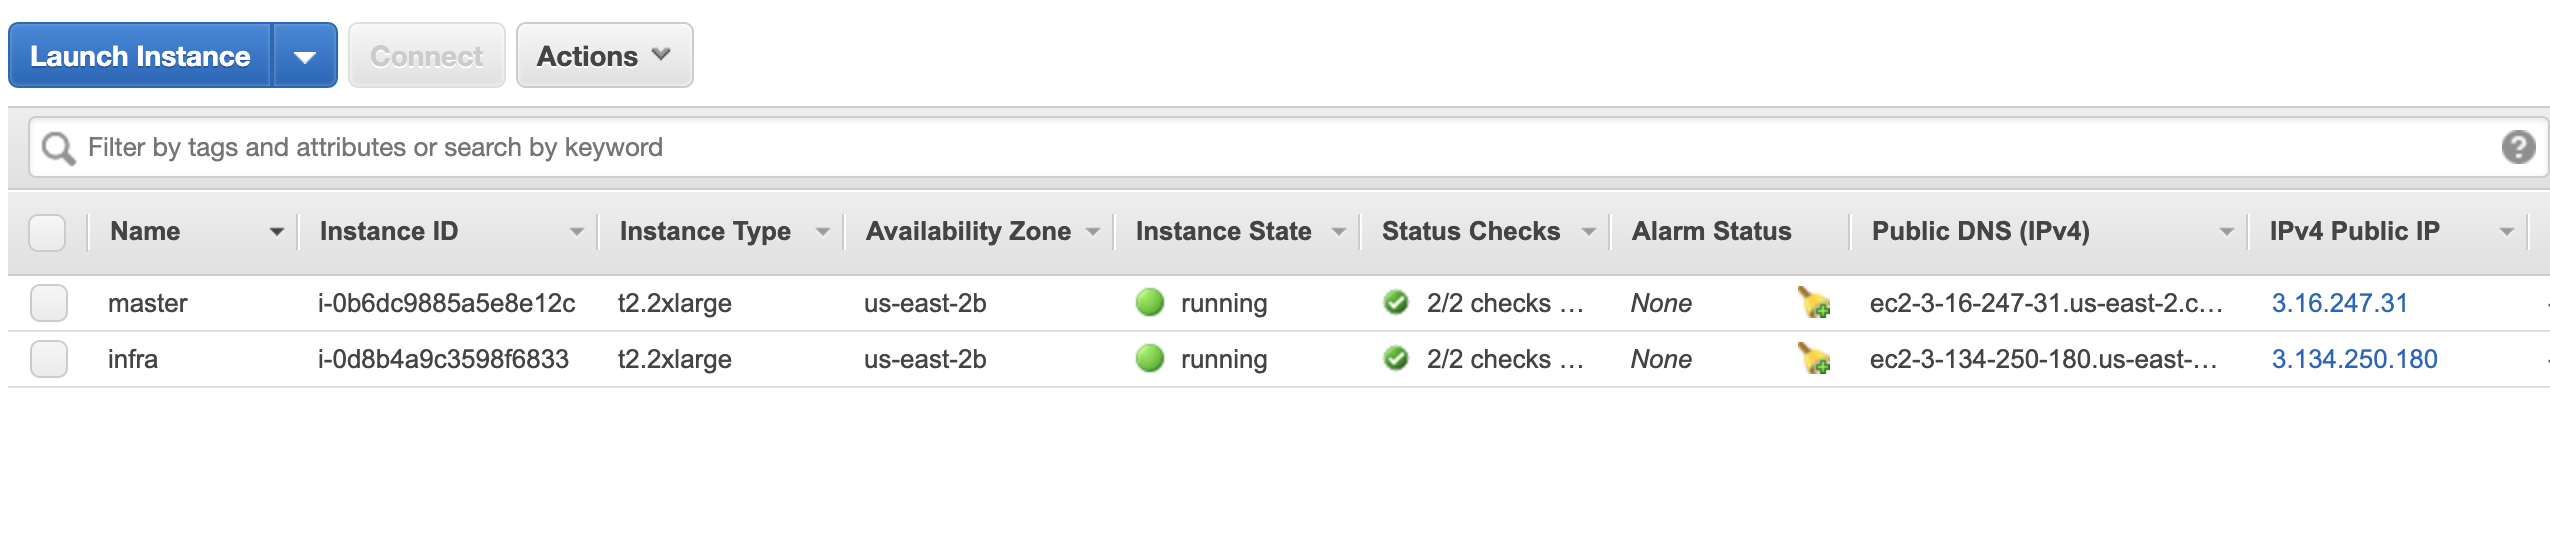 Launch Instance Connect Actions
Filter by tags and attributes or search by keyword ?
Name Instance ID Instance Type Availability Zone Instance State Status Checks Alarm Status Public DNS (IPv4) IPv4 Public IP
master i-0b6dc9885a5e8e12c t2.2xlarge us-east-2b running 2/2 checks ... None ec2-3-16-247-31.us-east-2.c... 3.16.247.31 -
infra i-0d8b4a9c3598f6833 t2.2xlarge us-east-2b running 2/2 checks ... None ec2-3-134-250-180.us-east-... 3.134.250.180 -